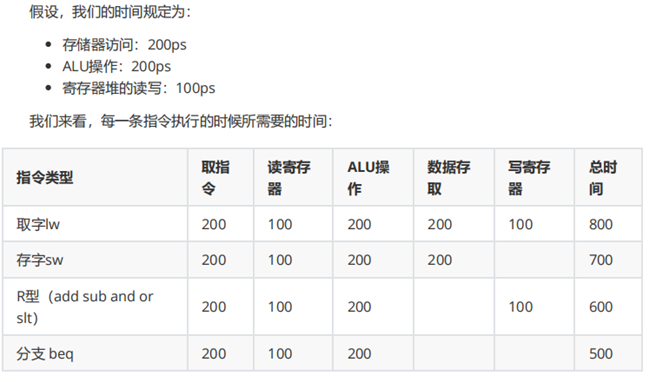 假设，我们的时间规定为：
存储器访问：200ps
ALU操作：200ps
寄存器堆的读写：100ps
我们来看，每一条指令执行的时候所需要的时间：
指令类型 取指令 读寄存器 ALU操作 数据存取 写寄存器 总时间
取字lw 200 100 200 200 100 800
存字sw 200 100 200 200 700
R型（add sub and or slt） 200 100 200 100 600
分支 beq 200 100 200 500